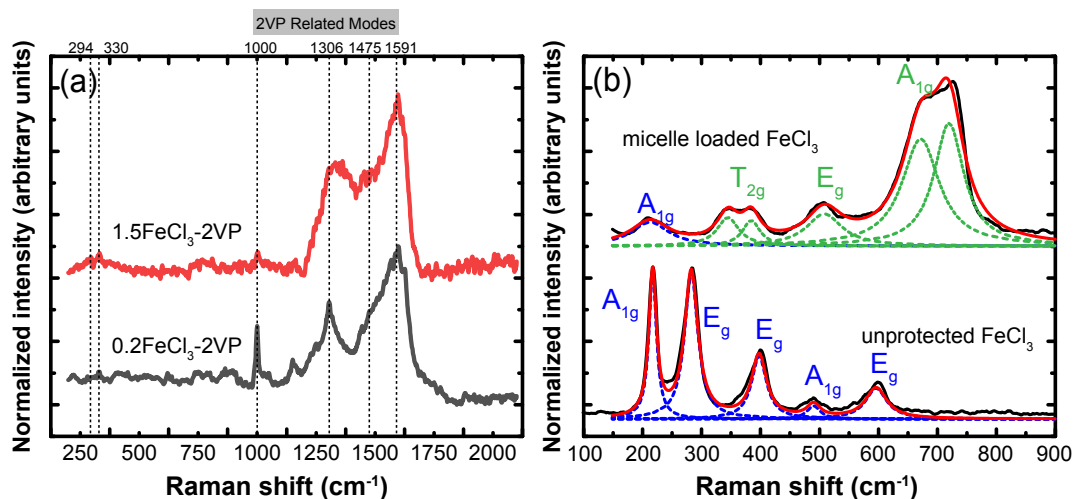 2VP Related Modes
294 330 1000 1306 1475 1591
(a)
1.5FeCl3-2VP
0.2FeCl3-2VP
Normalized intensity (arbitrary units)
250 500 750 1000 1250 1500 1750 2000
Raman shift (cm-1)
(b)
A1g
micelle loaded FeCl3
T2g
Eg
A1g
A1g
Eg
Eg
A1g
Eg
unprotected FeCl3
Normalized intensity (arbitrary units)
100 200 300 400 500 600 700 800 900
Raman shift (cm-1)